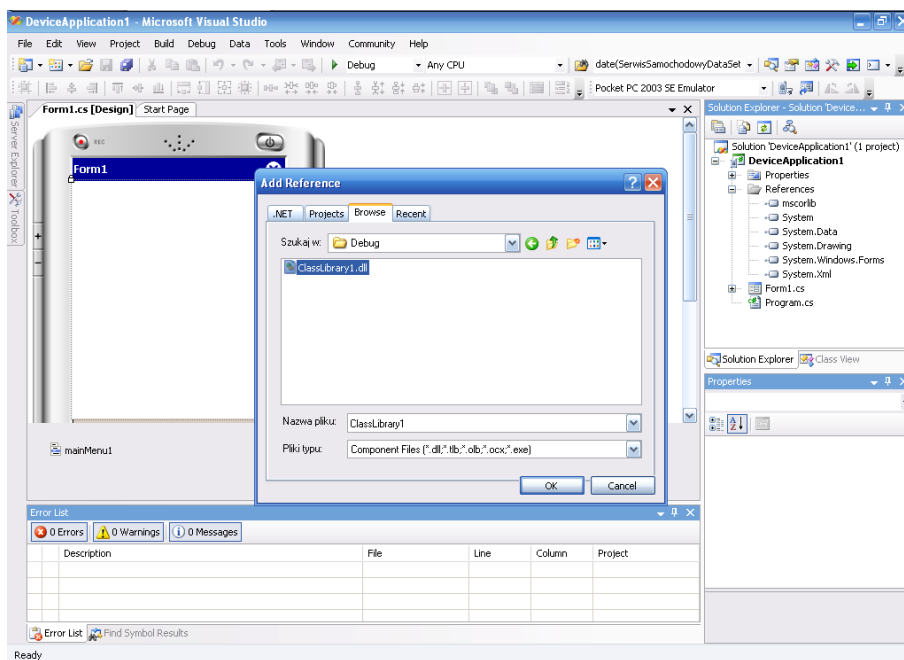 DeviceApplication1 - Microsoft Visual Studio
File Edit View Project Build Debug Data Tools Window Community Help
Debug Any CPU date(SerwisSamochodowyDataSet
Pocket PC 2003 SE Emulator
Server Explorer
Toolbox
Form1.cs [Design] Start Page
REC
Form1
mainMenu1
Add Reference
.NET Projects Browse Recent
Szukaj w: Debug
ClassLibrary1.dll
Nazwa pliku: ClassLibrary1
Pliki typu: Component Files (*.dll;*.tlb;*.olb;*.ocx;*.exe)
OK Cancel
Solution Explorer - Solution 'Device...
Solution 'DeviceApplication1' (1 project)
DeviceApplication1
Properties
References
mscorlib
System
System.Data
System.Drawing
System.Windows.Forms
System.Xml
Form1.cs
Program.cs
Solution Explorer Class View
Properties
Error List
0 Errors 0 Warnings 0 Messages
Description File Line Column Project
Error List Find Symbol Results
Ready